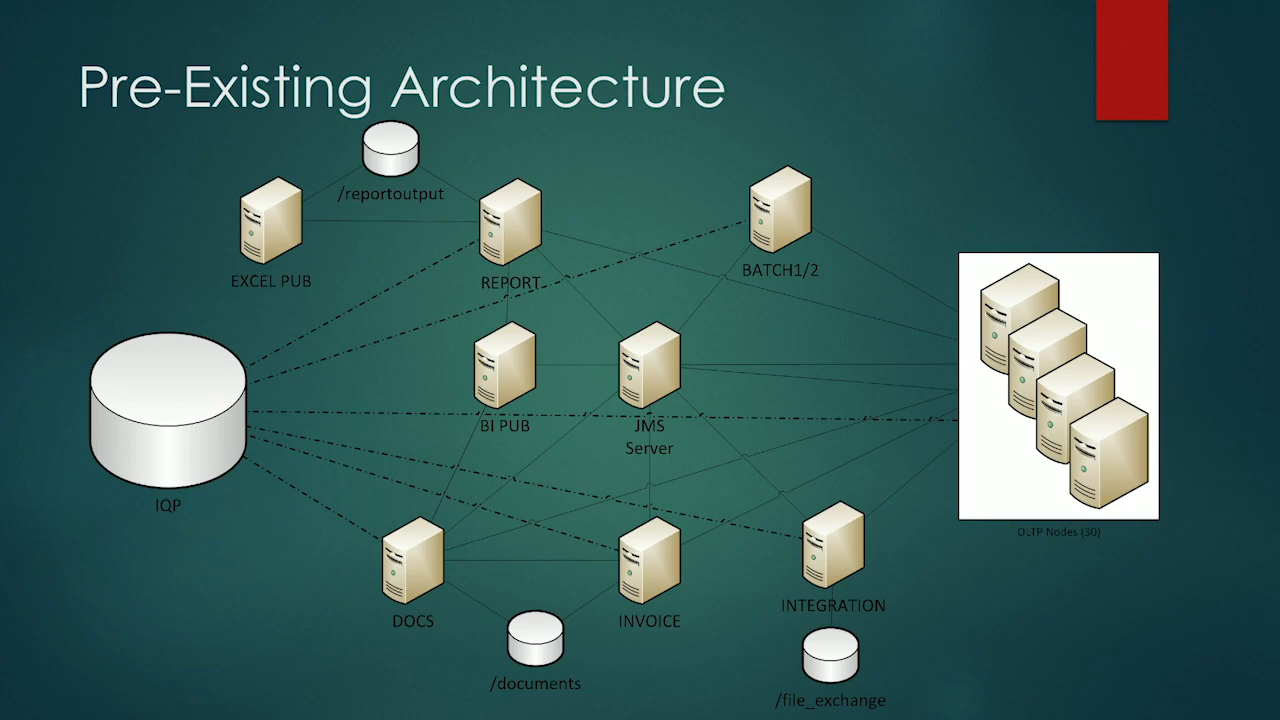 Pre-Existing Architecture
/reportoutput
EXCEL PUB
REPORT
BATCH1/2
BI PUB
JMS
Server
IQP
OLTP Nodes (30)
DOCS
INVOICE
INTEGRATION
/documents
/file_exchange